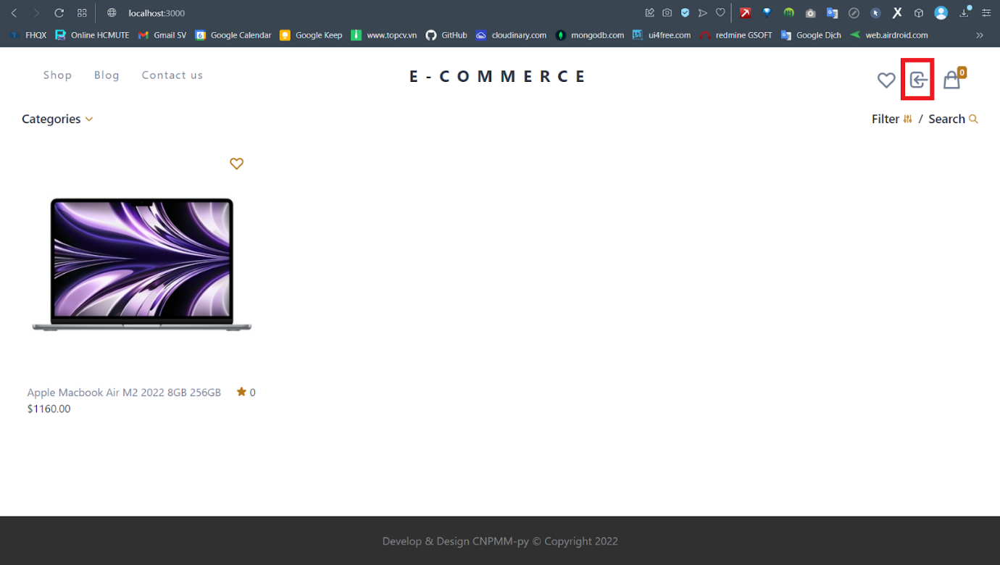 localhost:3000
FHQX Online HCMUTE Gmail SV Google Calendar Google Keep www.topcv.vn GitHub cloudinary.com mongodb.com ui4free.com redmine GSOFT Google Dịch web.airdroid.com »
Shop Blog Contact us E-COMMERCE 0
Categories Filter / Search
Apple Macbook Air M2 2022 8GB 256GB 0
$1160.00
Develop & Design CNPMM-py © Copyright 2022